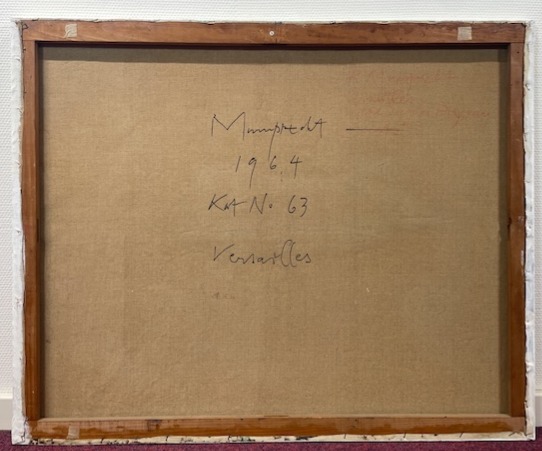 Mumprecht
1964
Kat No 63
Versailles